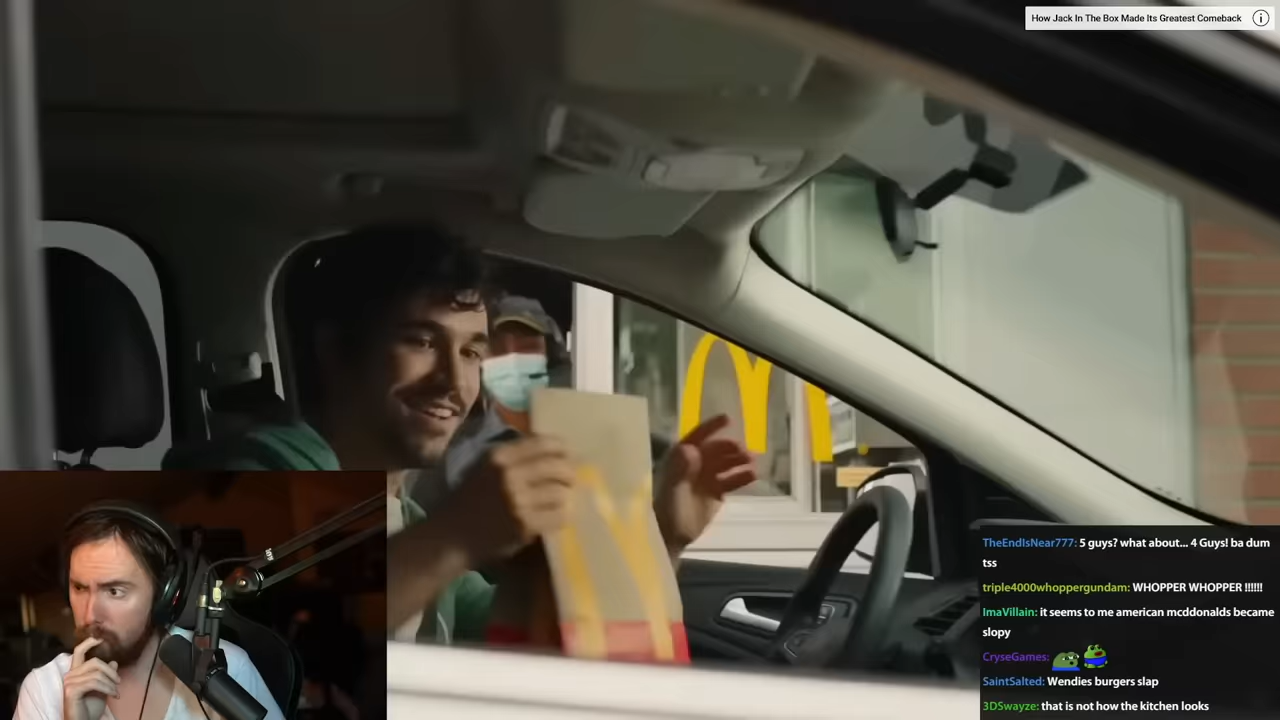 How Jack In The Box Made Its Greatest Comeback
TheEndIsNear777: 5 guys? what about... 4 Guys! ba dum
tss
triple4000whoppergundam: WHOPPER WHOPPER !!!!!!
ImaVillain: it seems to me american mcdonalds became
slopy
CryseGames:
SaintSalted: Wendies burgers slap
3DSwayze: that is not how the kitchen looks